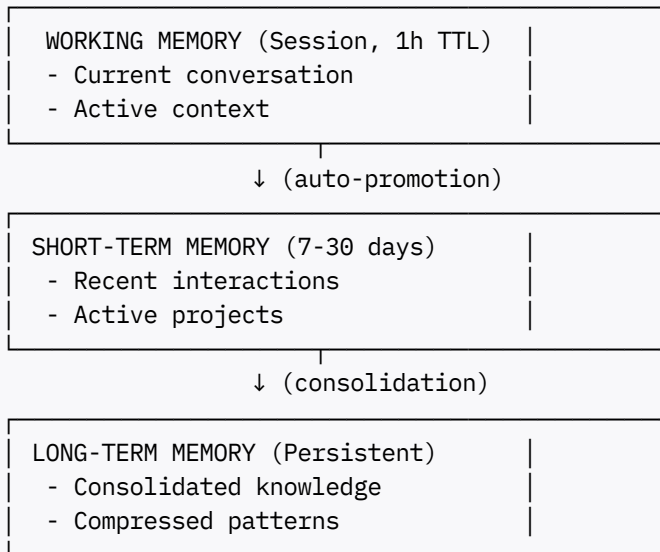 WORKING MEMORY (Session, 1h TTL)
- Current conversation
- Active context
↓ (auto-promotion)
SHORT-TERM MEMORY (7-30 days)
- Recent interactions
- Active projects
↓ (consolidation)
LONG-TERM MEMORY (Persistent)
- Consolidated knowledge
- Compressed patterns